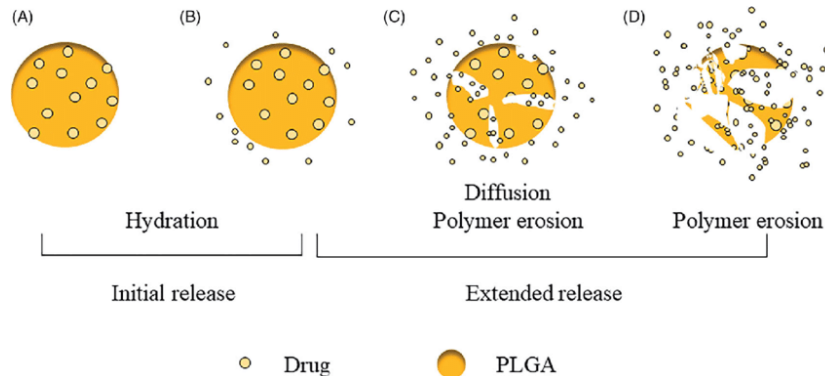 (A)
(B)
(C)
(D)
Hydration
Diffusion
Polymer erosion
Polymer erosion
Initial release
Extended release
Drug
PLGA